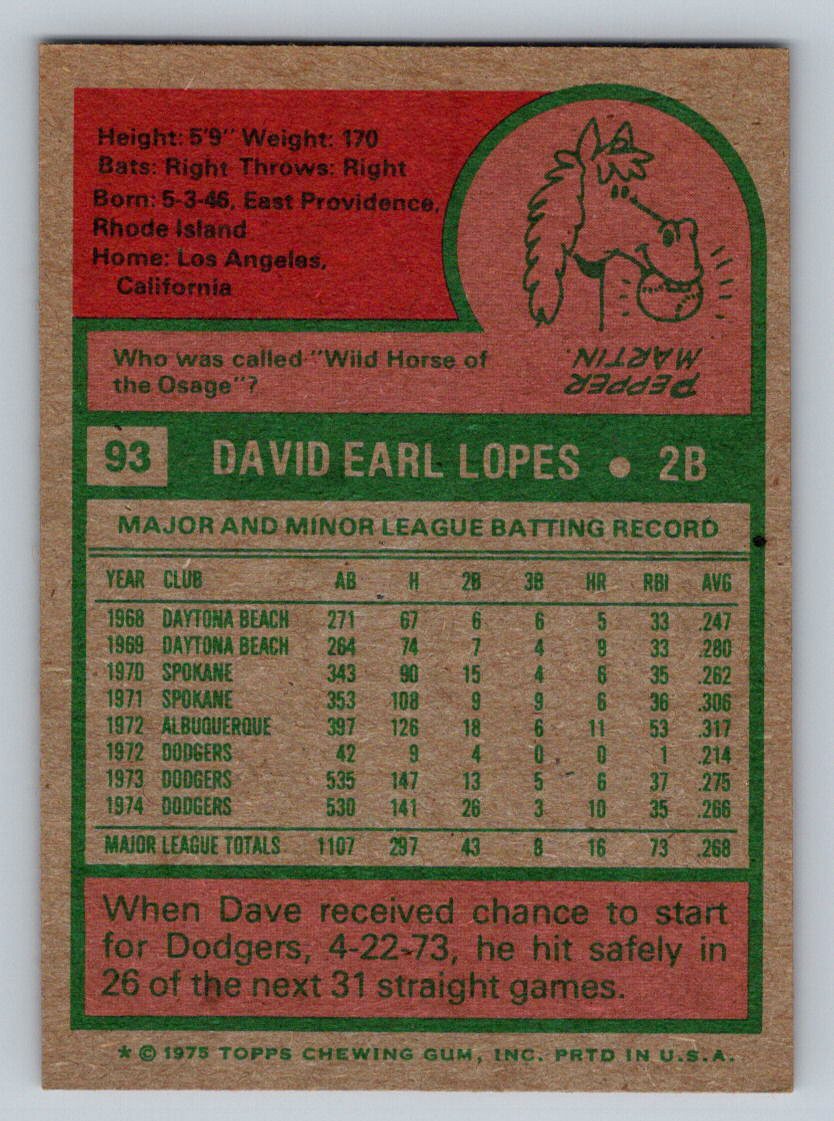 Height: 5'9" Weight: 170
Bats: Right Throws: Right
Born: 5-3-46, East Providence,
Rhode Island
Home: Los Angeles,
California
Who was called "Wild Horse of
the Osage"?
PEPPER
MARTIN.
93 DAVID EARL LOPES • 2B
MAJOR AND MINOR LEAGUE BATTING RECORD
YEAR CLUB AB H 2B 3B HR RBI AVG
1968 DAYTONA BEACH 271 67 6 6 5 33 .247
1969 DAYTONA BEACH 264 74 7 4 9 33 .280
1970 SPOKANE 343 90 15 4 6 35 .262
1971 SPOKANE 353 108 9 9 6 36 .306
1972 ALBUQUERQUE 397 126 18 6 11 53 .317
1972 DODGERS 42 9 4 0 0 1 .214
1973 DODGERS 535 147 13 5 6 37 .275
1974 DODGERS 530 141 26 3 10 35 .266
MAJOR LEAGUE TOTALS 1107 297 43 8 16 73 .268
When Dave received chance to start
for Dodgers, 4-22-73, he hit safely in
26 of the next 31 straight games.
* © 1975 TOPPS CHEWING GUM, INC. PRTD IN U.S.A.